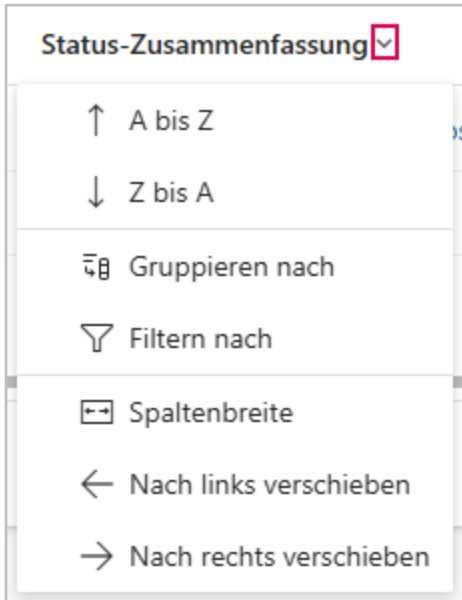 Status-Zusammenfassung
A bis Z
Z bis A
Gruppieren nach
Filtern nach
Spaltenbreite
Nach links verschieben
Nach rechts verschieben